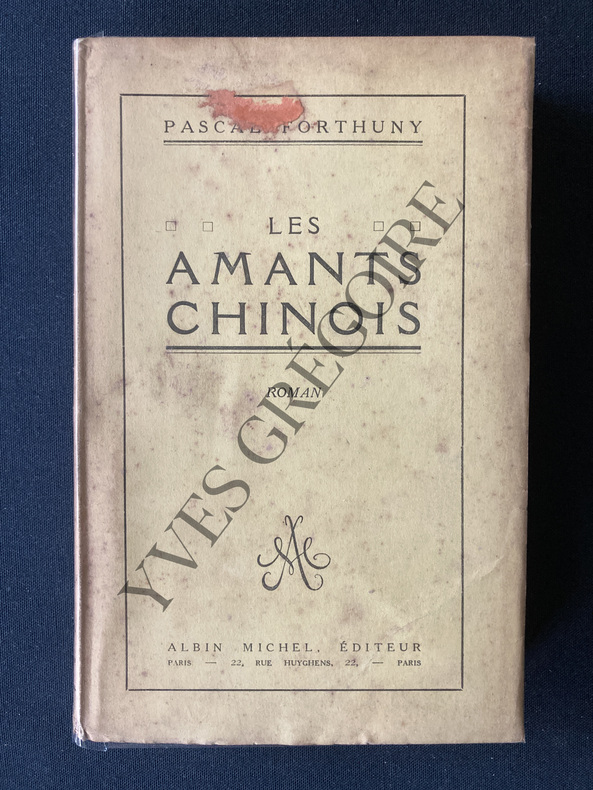 PASCAL FORTHUNY
LES
AMANTS
CHINOIS
ROMAN
ALBIN MICHEL, ÉDITEUR
PARIS — 22, RUE HUYGHENS, 22, — PARIS
YVES GRÉGOIRE